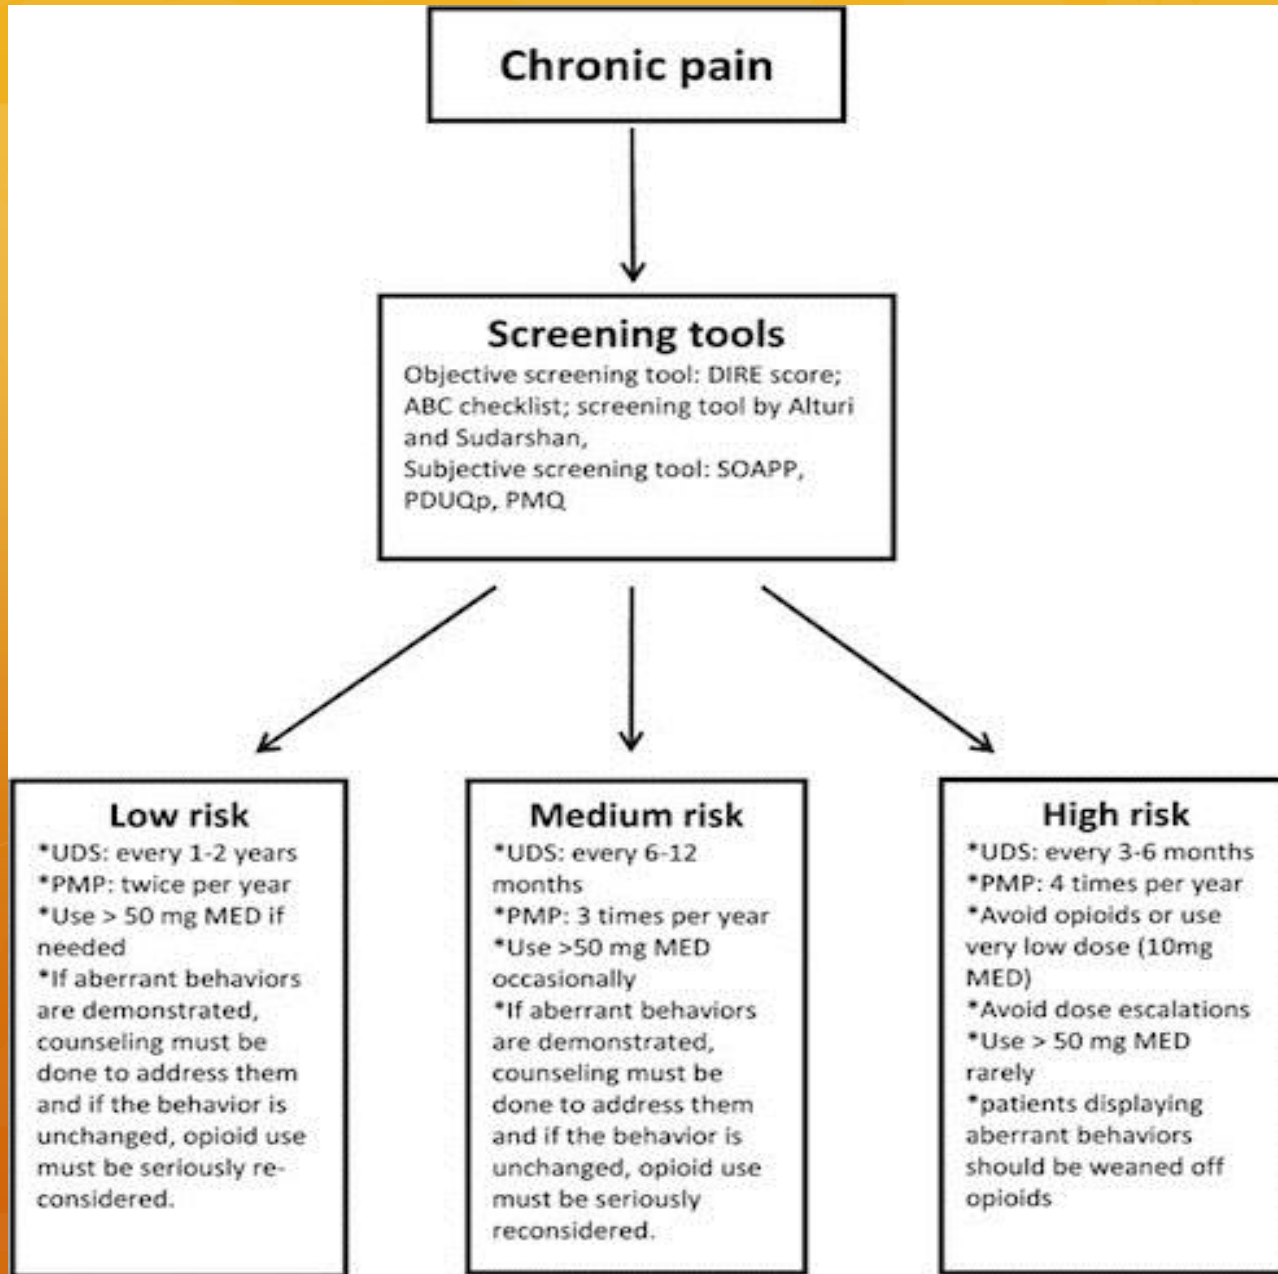 Chronic pain
Screening tools
Objective screening tool: DIRE score;
ABC checklist; screening tool by Alturi
and Sudarshan,
Subjective screening tool: SOAPP,
PDUQp, PMQ
Low risk
*UDS: every 1-2 years
*PMP: twice per year
*Use > 50 mg MED if
needed
*If aberrant behaviors
are demonstrated,
counseling must be
done to address them
and if the behavior is
unchanged, opioid use
must be seriously re-
considered.
Medium risk
*UDS: every 6-12
months
*PMP: 3 times per year
*Use >50 mg MED
occasionally
*If aberrant behaviors
are demonstrated,
counseling must be
done to address them
and if the behavior is
unchanged, opioid use
must be seriously
reconsidered.
High risk
*UDS: every 3-6 months
*PMP: 4 times per year
*Avoid opioids or use
very low dose (10mg
MED)
*Avoid dose escalations
*Use > 50 mg MED
rarely
*patients displaying
aberrant behaviors
should be weaned off
opioids